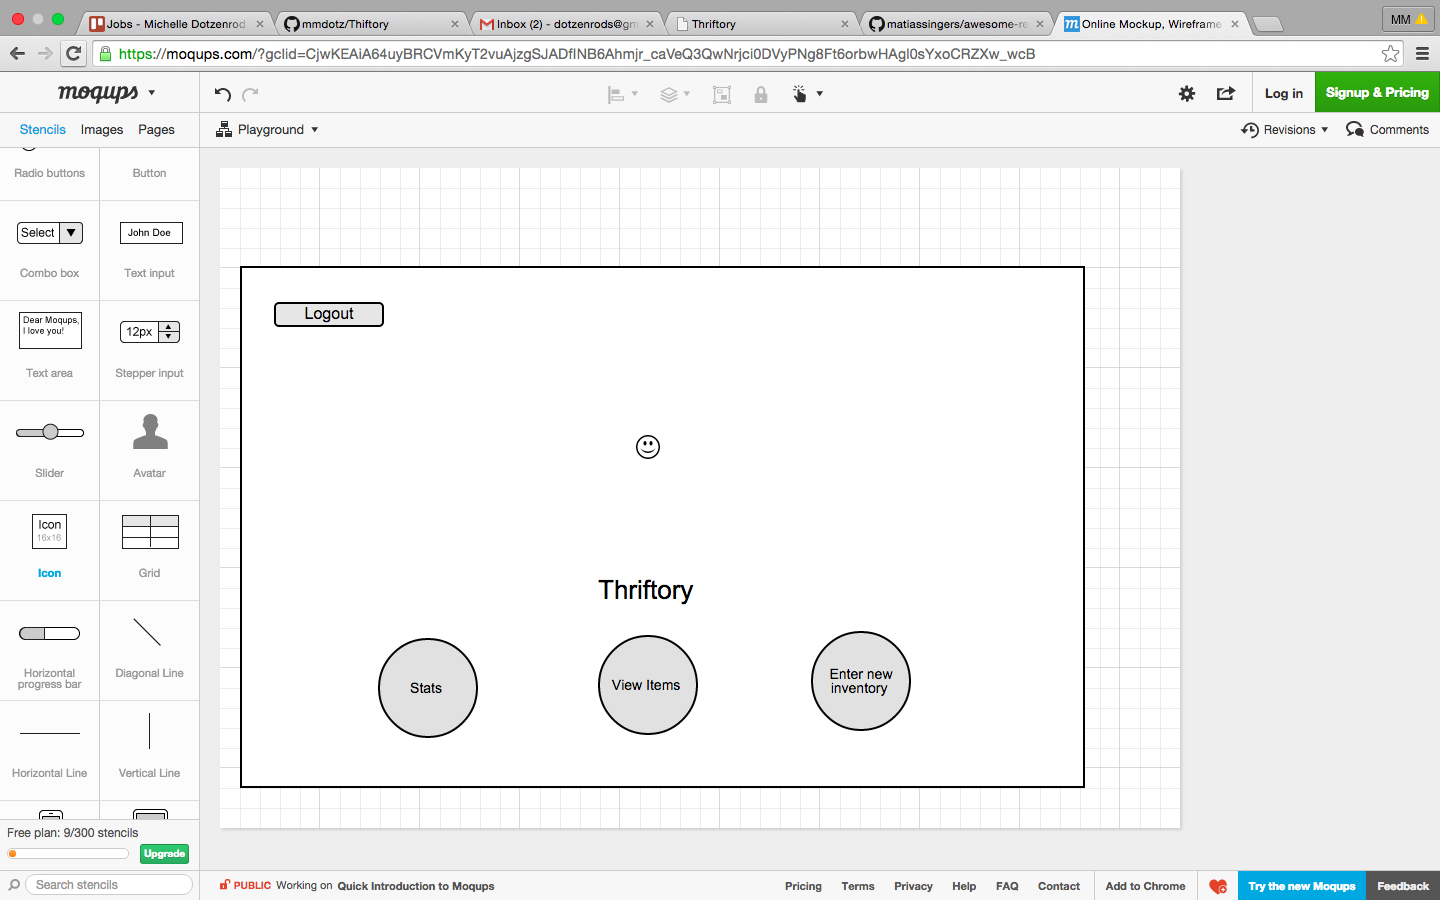 Jobs - Michelle Dotzenrod
mmdotz/Thiftory
Inbox (2) - dotzenrods@gm
Thriftory
matiassingers/awesome-re
Online Mockup, Wireframe
MM
https://moqups.com/?gclid=CjwKEAiA64uyBRCVmKyT2vuAjzgSJADflNB6Ahmjr_caVeQ3QwNrjci0DVyPNg8Ft6orbwHAgl0sYxoCRZXw_wcB
moqups
Log in
Signup & Pricing
Stencils Images Pages
Playground
Revisions
Comments
Radio buttons
Button
Select
John Doe
Combo box
Text input
Dear Moqups,
I love you!
12px
Text area
Stepper input
Slider
Avatar
Icon
16x16
Icon
Grid
Horizontal
progress bar
Diagonal Line
Horizontal Line
Vertical Line
Free plan: 9/300 stencils
Upgrade
Search stencils
Logout
Thriftory
Stats
View Items
Enter new
inventory
PUBLIC Working on Quick Introduction to Moqups
Pricing Terms Privacy Help FAQ Contact
Add to Chrome
Try the new Moqups
Feedback